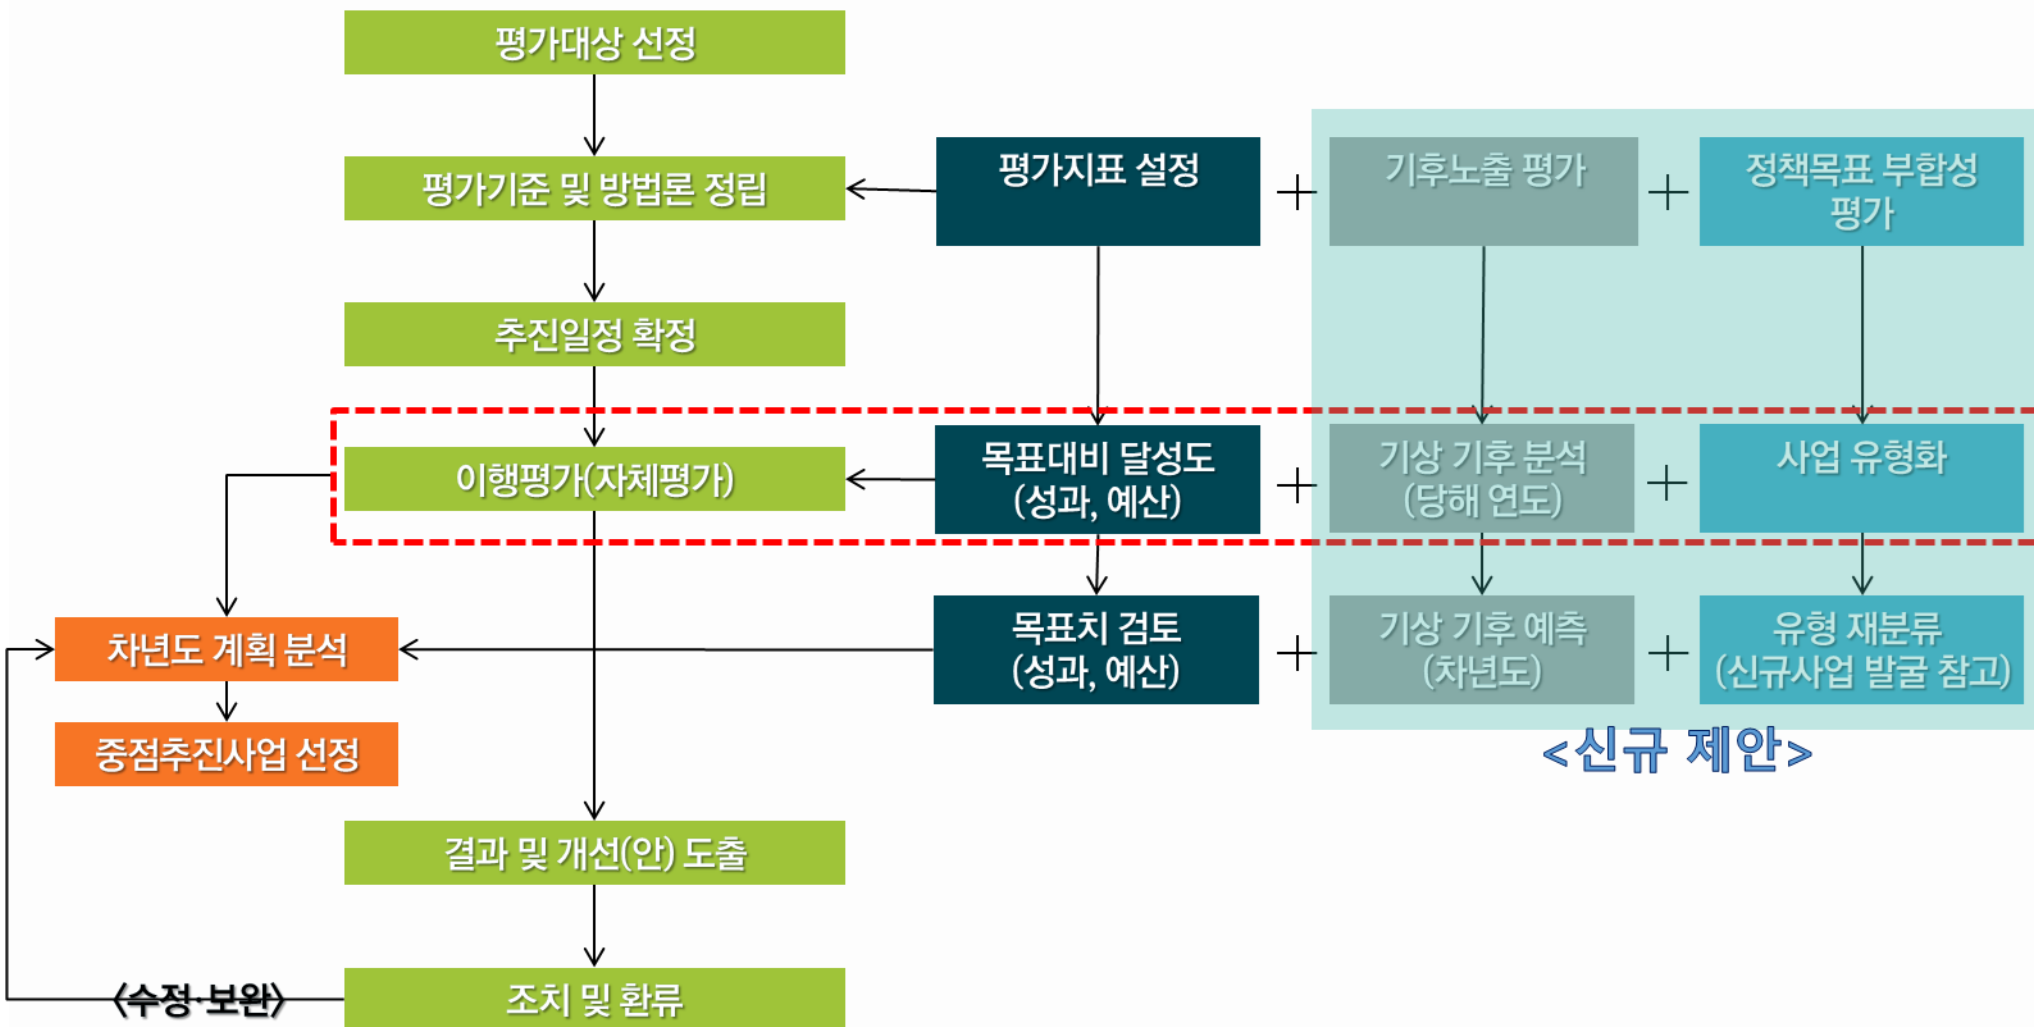 평가대상 선정
평가기준 및 방법론 정립
평가지표 설정
+
기후노출 평가
+
정책목표 부합성
평가
추진일정 확정
이행평가(자체평가)
목표대비 달성도
(성과, 예산)
+
기상 기후 분석
(당해 연도)
+
사업 유형화
차년도 계획 분석
목표치 검토
(성과, 예산)
+
기상 기후 예측
(차년도)
+
유형 재분류
(신규사업 발굴 참고)
중점추진사업 선정
<신규 제안>
결과 및 개선(안) 도출
<수정·보완>
조치 및 환류